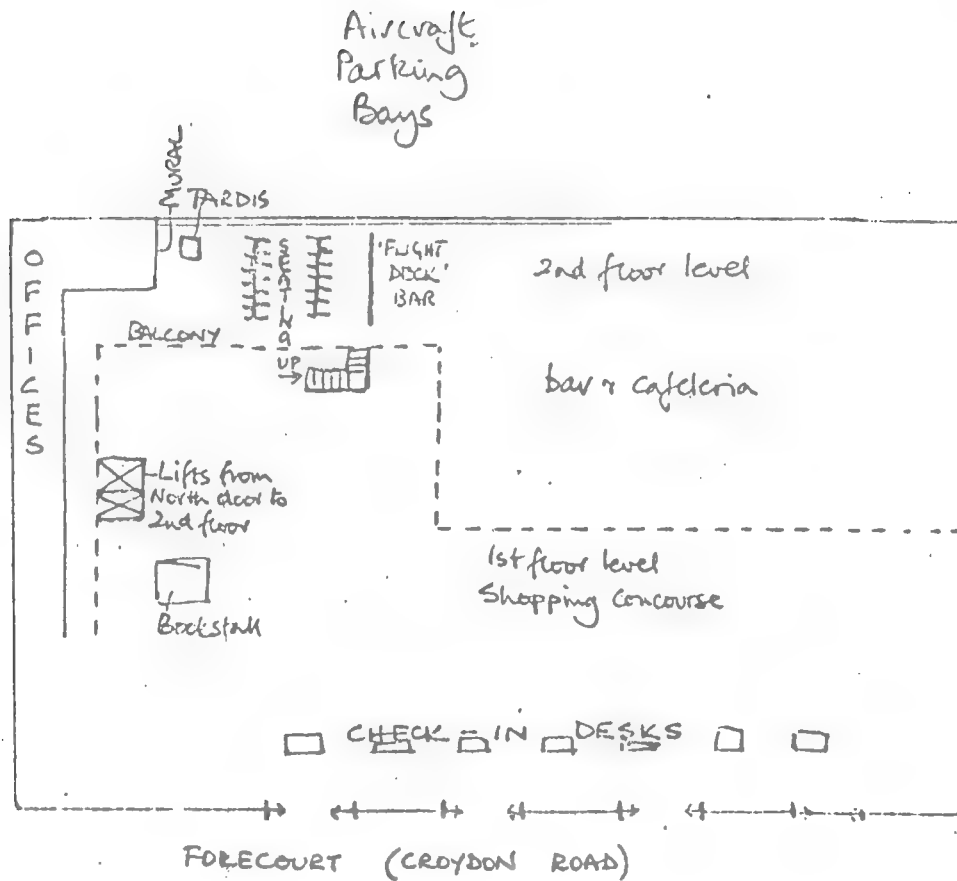 Aircraft
Parking
Bays
MURAL
TARDIS
OFFICES
SEATING
'FLIGHT
DECK'
BAR
2nd floor level
BALCONY
UP
bar & cafeteria
Lifts from
North door to
2nd floor
1st floor level
Shopping Concourse
Bookstall
CHECK-IN DESKS
FORECOURT (CROYDON ROAD)